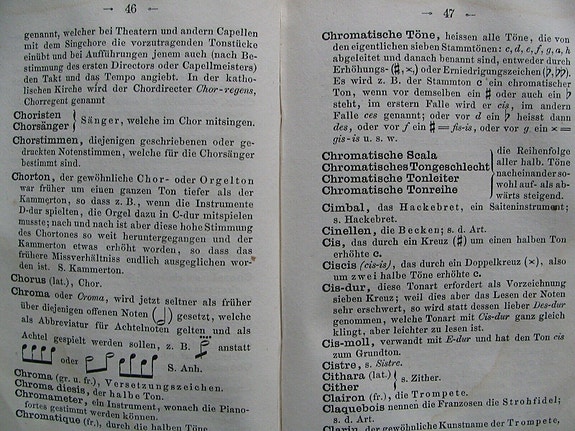 46
genannt, welcher bei Theatern und andern Capellen
mit dem Singehore die vorzutragenden Tonstücke
einübt und bei Aufführungen jenem auch (nach Be-
stimmung des ersten Directors oder Capellmeisters)
den Takt und das Tempo angiebt. In der katho-
lischen Kirche wird der Chordirecter Chor-regens,
Chorregent genannt
Choristen
Chorsänger } Sänger, welche im Chor mitsingen.
Chorstimmen, diejenigen geschriebenen oder ge-
druckten Notenstimmen, welche für die Chorsänger
bestimmt sind.
Chorton, der gewöhnliche Chor- oder Orgelton
war früher um einen ganzen Ton tiefer als der
Kammerton, so dass z. B., wenn die Instrumente
D-dur spielten, die Orgel dazu in C-dur mitspielen
musste; nach und nach ist aber diese hohe Stimmung
des Chortones so weit heruntergegangen und der
Kammerton etwas erhöht worden, so dass das
frühere Missverhältniss endlich ausgeglichen wor-
den ist. S. Kammerton.
Chorus (lat.), Chor.
Chroma oder Croma, wird jetzt seltner als früher
über diejenigen offenen Noten (𝅗𝅥) gesetzt, welche
als Abbreviatur für Achtelnoten gelten und als
Achtel gespielt werden sollen, z. B. anstatt
oder S. Anh.
Chroma (gr. u. fr.), Versetzungszeichen.
Chroma diesis, der halbe Ton.
Chromameter, ein Instrument, wonach die Piano-
fortes gestimmt werden können.
Chromatique (fr.), durch die halben Töne
47
Chromatische Töne, heissen alle Töne, die von
den eigentlichen sieben Stammtönen: c, d, e, f, g, a, h
abgeleitet und danach benannt sind, entweder durch
Erhöhungs- (♯, ×,) oder Erniedrigungszeichen (♭, ♭♭).
Es wird z. B. der Stammton c ein chromatischer
Ton, wenn vor demselben ein ♯ oder auch ein ♭
steht, im erstern Falle wird er cis, im andern
Falle ces genannt; oder vor d ein ♭ heisst dann
des, oder vor f ein ♯ = fis-is, oder vor g ein × =
gis-is u. s. w.
Chromatische Scala
Chromatisches Tongeschlecht
Chromatische Tonleiter
Chromatische Tonreihe
} die Reihenfolge
aller halb. Töne
nacheinander so-
wohl auf- als ab-
wärts steigend.
Cimbal, das Hackebret, ein Saiteninstrument;
s. Hackebret.
Cinellen, die Becken; s. d. Art.
Cis, das durch ein Kreuz (♯) um einen halben Ton
erhöhte c.
Ciscis (cis-is), das durch ein Doppelkreuz (×), also
um zwei halbe Töne erhöhte c.
Cis-dur, diese Tonart erfordert als Vorzeichnung
sieben Kreuz; weil dies aber das Lesen der Noten
sehr erschwert, so wird statt dessen lieber Des-dur
genommen, welche Tonart mit Cis-dur ganz gleich
klingt, aber leichter zu lesen ist.
Cis-moll, verwandt mit E-dur und hat den Ton cis
zum Grundton.
Cistre, s. Sistre.
Cithara (lat.)
Cither } s. Zither.
Clairon (fr.), die Trompete.
Claquebois nennen die Franzosen die Strohfidel;
s. d. Art.
Clarin, der gewöhnliche Kunstname der Trompete,